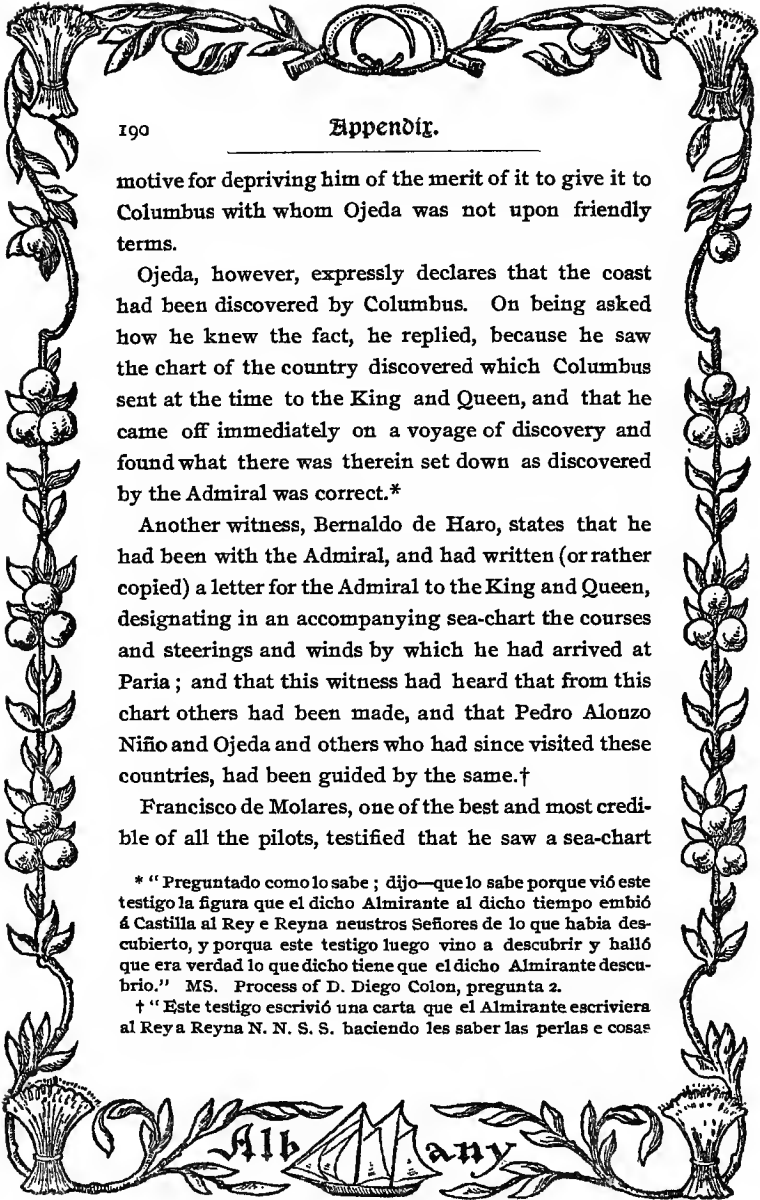 190 Appendix.
motive for depriving him of the merit of it to give it to
Columbus with whom Ojeda was not upon friendly
terms.
Ojeda, however, expressly declares that the coast
had been discovered by Columbus. On being asked
how he knew the fact, he replied, because he saw
the chart of the country discovered which Columbus
sent at the time to the King and Queen, and that he
came off immediately on a voyage of discovery and
found what there was therein set down as discovered
by the Admiral was correct.*
Another witness, Bernaldo de Haro, states that he
had been with the Admiral, and had written (or rather
copied) a letter for the Admiral to the King and Queen,
designating in an accompanying sea-chart the courses
and steerings and winds by which he had arrived at
Paria ; and that this witness had heard that from this
chart others had been made, and that Pedro Alonzo
Niño and Ojeda and others who had since visited these
countries, had been guided by the same.†
Francisco de Molares, one of the best and most credi-
ble of all the pilots, testified that he saw a sea-chart
* “ Preguntado como lo sabe ; dijo—que lo sabe porque vió este
testigo la figura que el dicho Almirante al dicho tiempo embió
á Castilla al Rey e Reyna neustros Señores de lo que habia des-
cubierto, y porqua este testigo luego vino a descubrir y halló
que era verdad lo que dicho tiene que el dicho Almirante descu-
brio.” MS. Process of D. Diego Colon, pregunta 2.
† “ Este testigo escrivió una carta que el Almirante escriviera
al Rey a Reyna N. N. S. S. haciendo les saber las perlas e cosas
Alb any